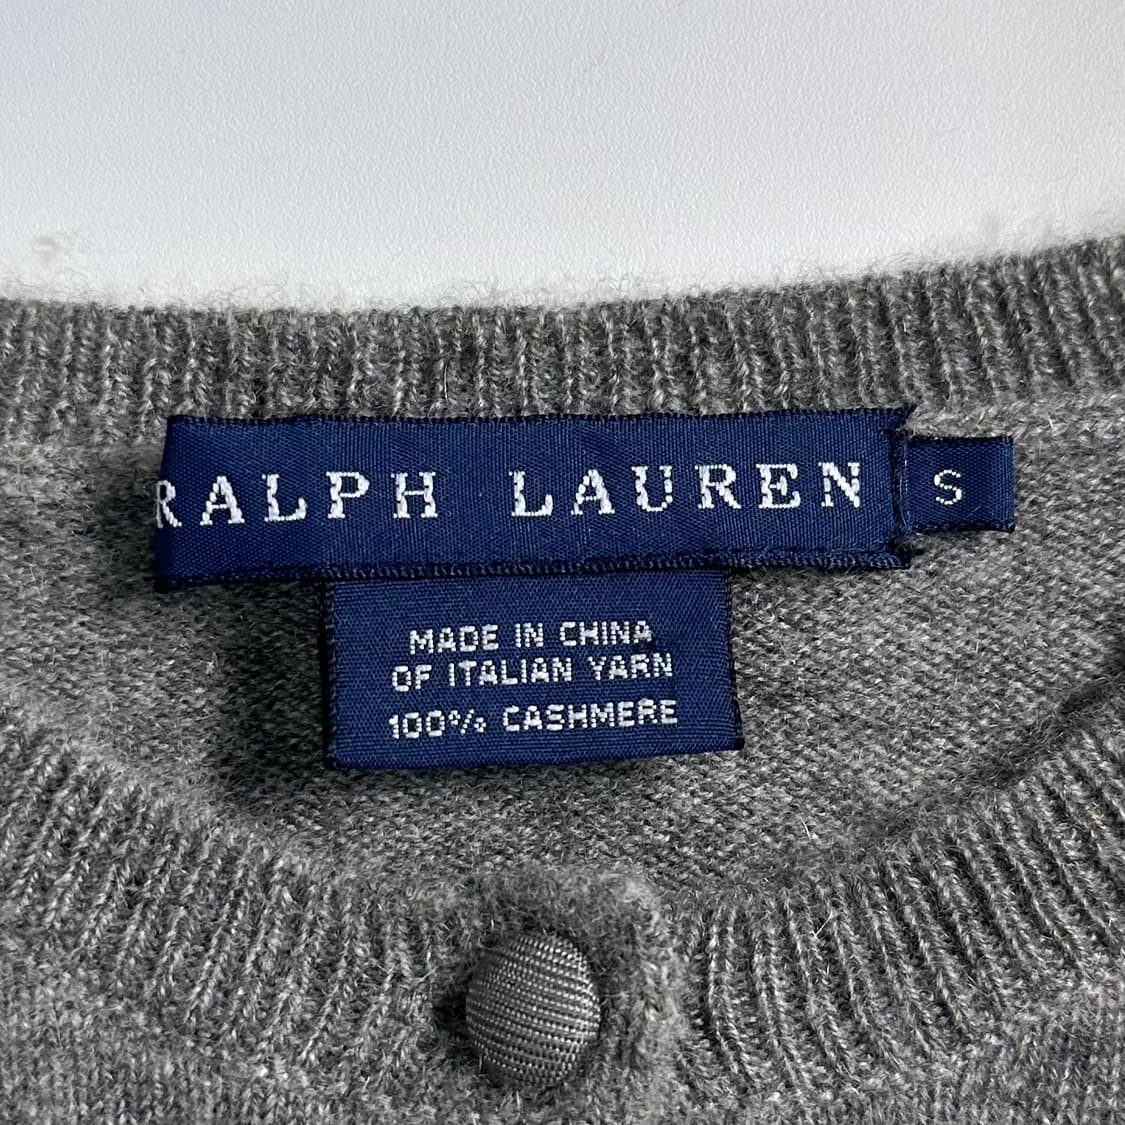 RALPH LAUREN
S
MADE IN CHINA
OF ITALIAN YARN
100% CASHMERE